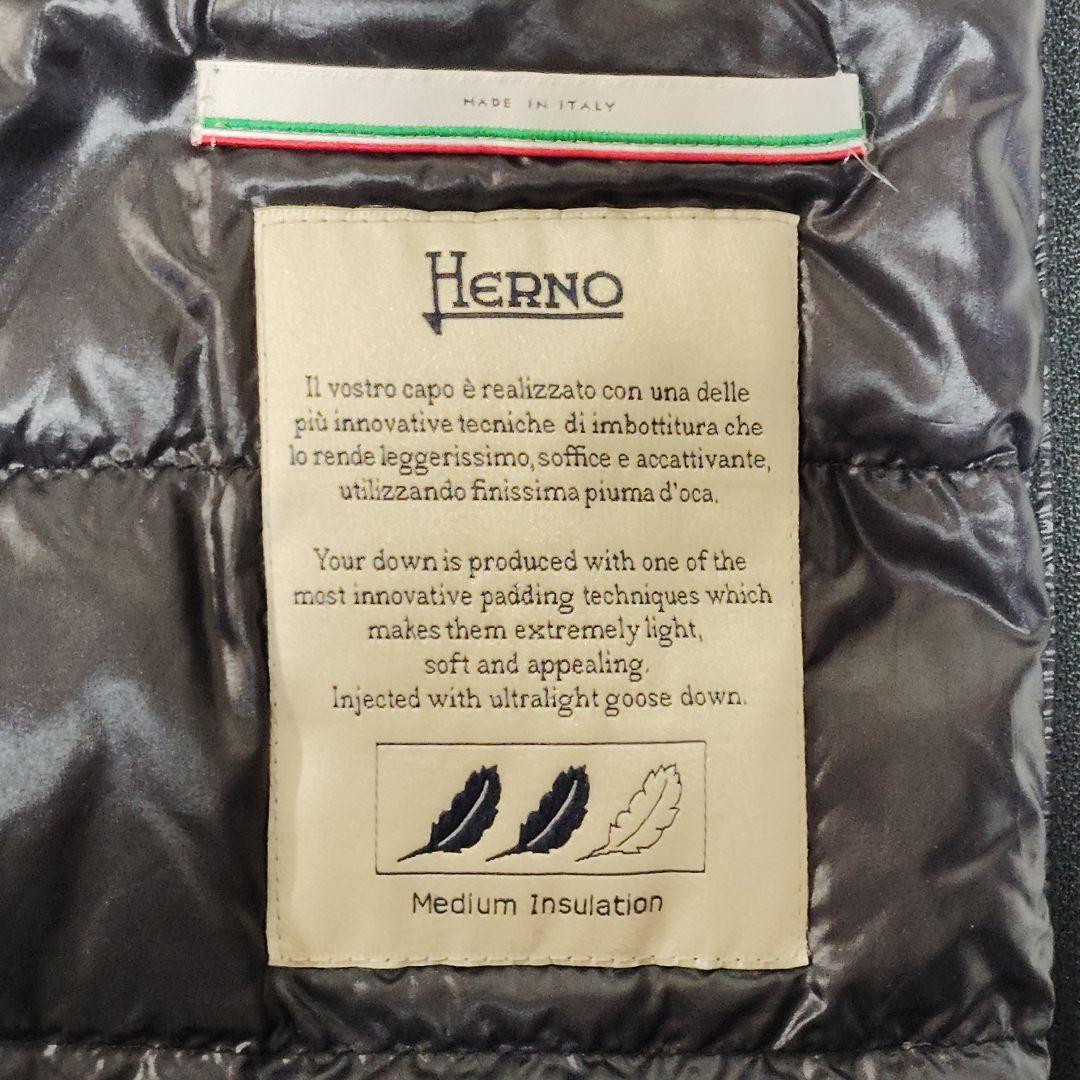 MADE IN ITALY
HERNO
Il vostro capo è realizzato con una delle
più innovative tecniche di imbottitura che
lo rende leggerissimo, soffice e accattivante,
utilizzando finissima piuma d'oca.
Your down is produced with one of the
most innovative padding techniques which
makes them extremely light,
soft and appealing.
Injected with ultralight goose down.
Medium Insulation